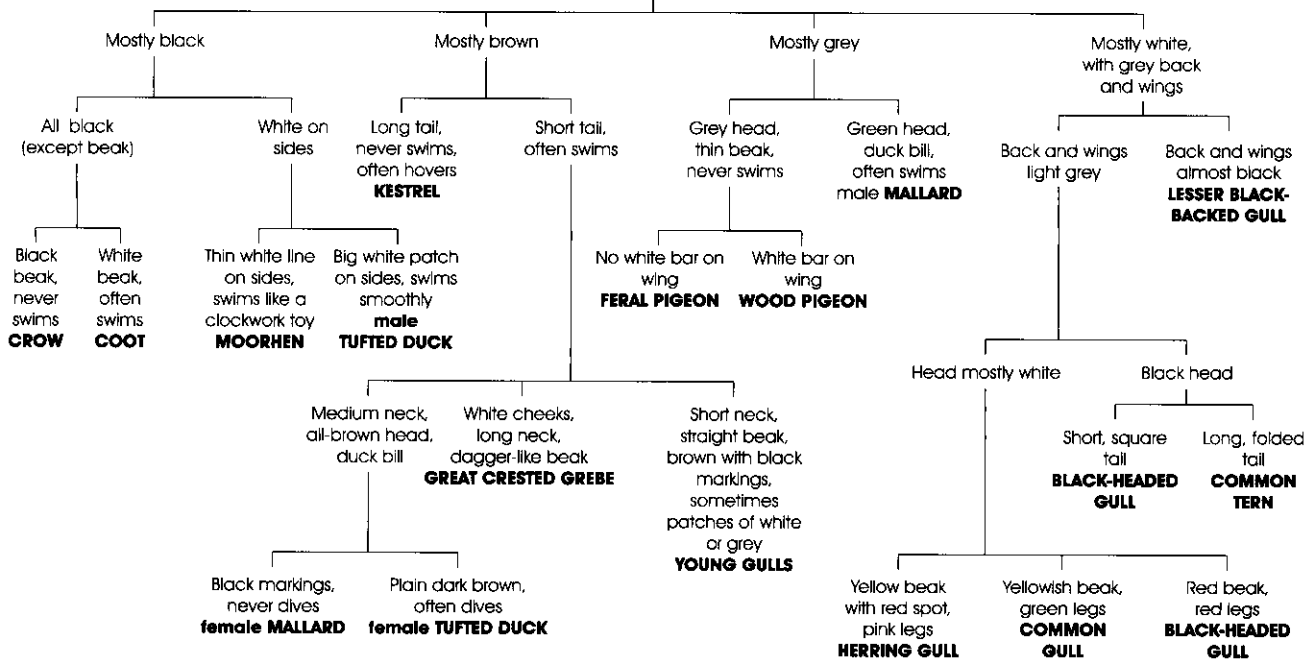 Mostly black
Mostly brown
Mostly grey
Mostly white,
with grey back
and wings
All black
(except beak)
White on
sides
Long tail,
never swims,
often hovers
KESTREL
Short tail,
often swims
Grey head,
thin beak,
never swims
Green head,
duck bill,
often swims
male MALLARD
Back and wings
light grey
Back and wings
almost black
LESSER BLACK-
BACKED GULL
Black
beak,
never
swims
CROW
White
beak,
often
swims
COOT
Thin white line
on sides,
swims like a
clockwork toy
MOORHEN
Big white patch
on sides, swims
smoothly
male
TUFTED DUCK
No white bar on
wing
FERAL PIGEON
White bar on
wing
WOOD PIGEON
Head mostly white
Black head
Medium neck,
all-brown head,
duck bill
White cheeks,
long neck,
dagger-like beak
GREAT CRESTED GREBE
Short neck,
straight beak,
brown with black
markings,
sometimes
patches of white
or grey
YOUNG GULLS
Short, square
tail
BLACK-HEADED
GULL
Long, folded
tail
COMMON
TERN
Black markings,
never dives
female MALLARD
Plain dark brown,
often dives
female TUFTED DUCK
Yellow beak
with red spot,
pink legs
HERRING GULL
Yellowish beak,
green legs
COMMON
GULL
Red beak,
red legs
BLACK-HEADED
GULL